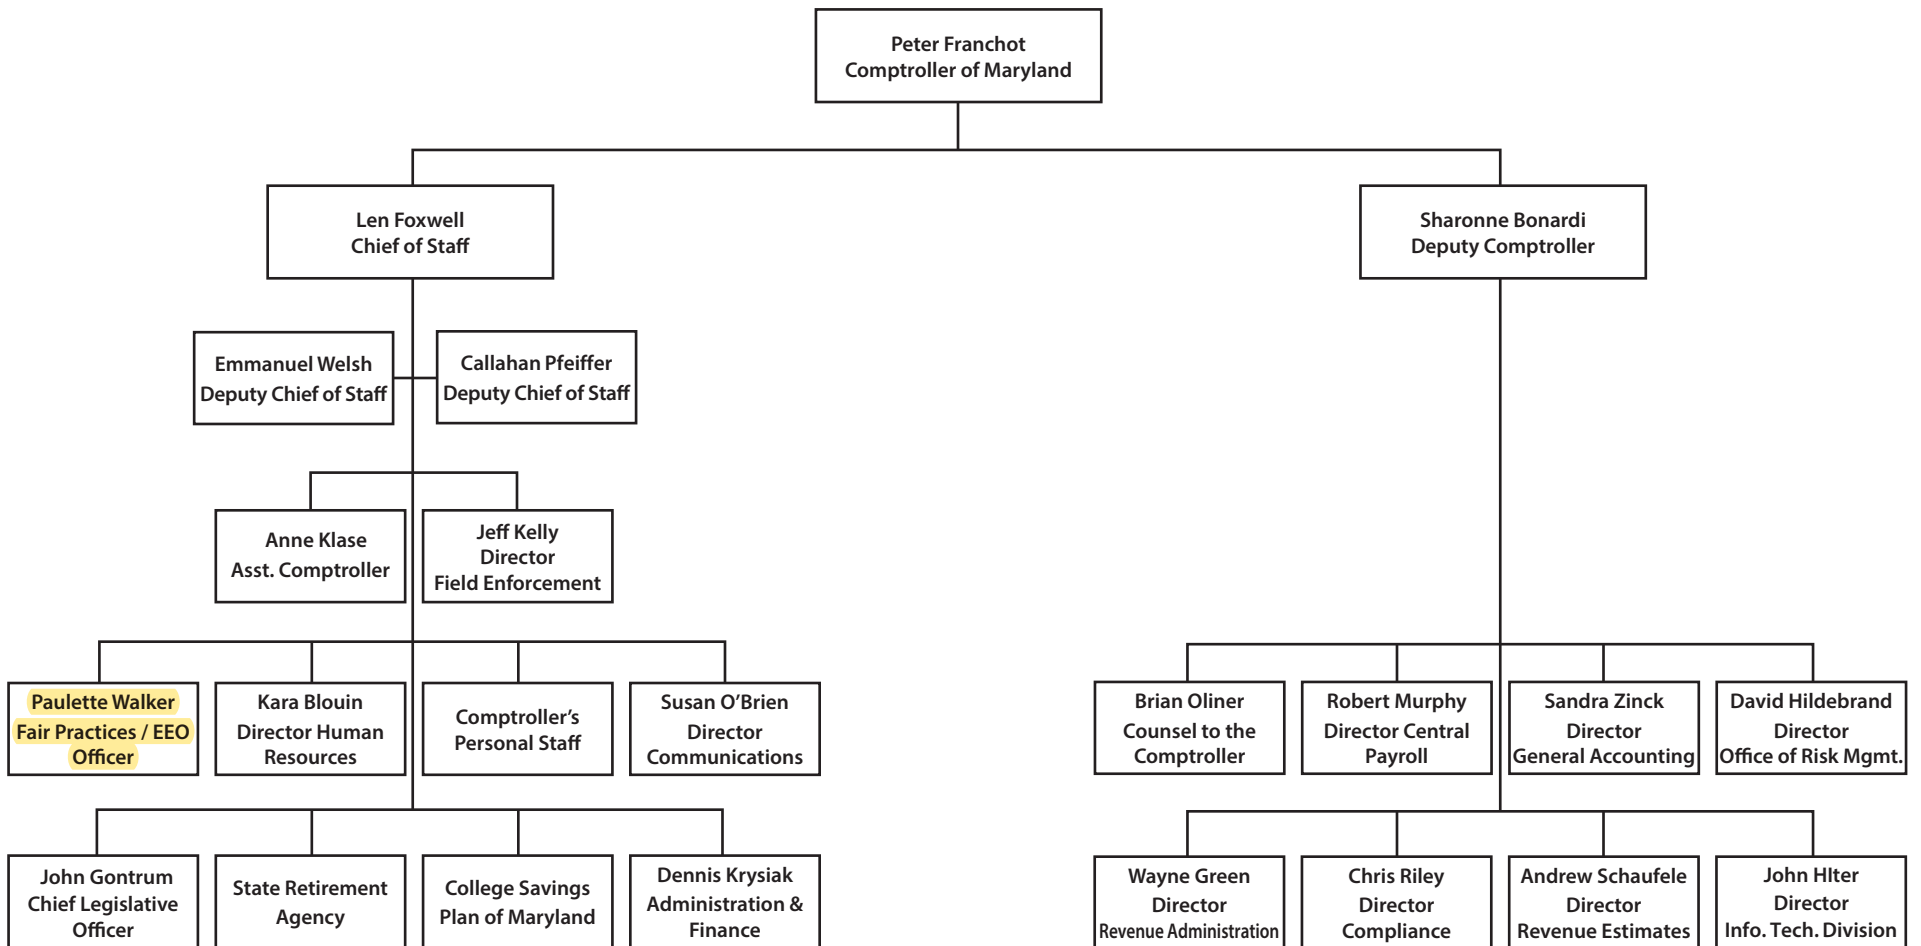 Peter Franchot
Comptroller of Maryland
Len Foxwell
Chief of Staff
Sharonne Bonardi
Deputy Comptroller
Emmanuel Welsh
Deputy Chief of Staff
Callahan Pfeiffer
Deputy Chief of Staff
Anne Klase
Asst. Comptroller
Jeff Kelly
Director
Field Enforcement
Paulette Walker
Fair Practices / EEO
Officer
Kara Blouin
Director Human
Resources
Comptroller's
Personal Staff
Susan O'Brien
Director
Communications
Brian Oliner
Counsel to the
Comptroller
Robert Murphy
Director Central
Payroll
Sandra Zinck
Director
General Accounting
David Hildebrand
Director
Office of Risk Mgmt.
John Gontrum
Chief Legislative
Officer
State Retirement
Agency
College Savings
Plan of Maryland
Dennis Krysiak
Administration &
Finance
Wayne Green
Director
Revenue Administration
Chris Riley
Director
Compliance
Andrew Schaufele
Director
Revenue Estimates
John HIter
Director
Info. Tech. Division